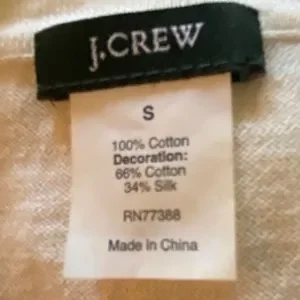 J.CREW
S
100% Cotton
Decoration:
66% Cotton
34% Silk
RN77388
Made in China